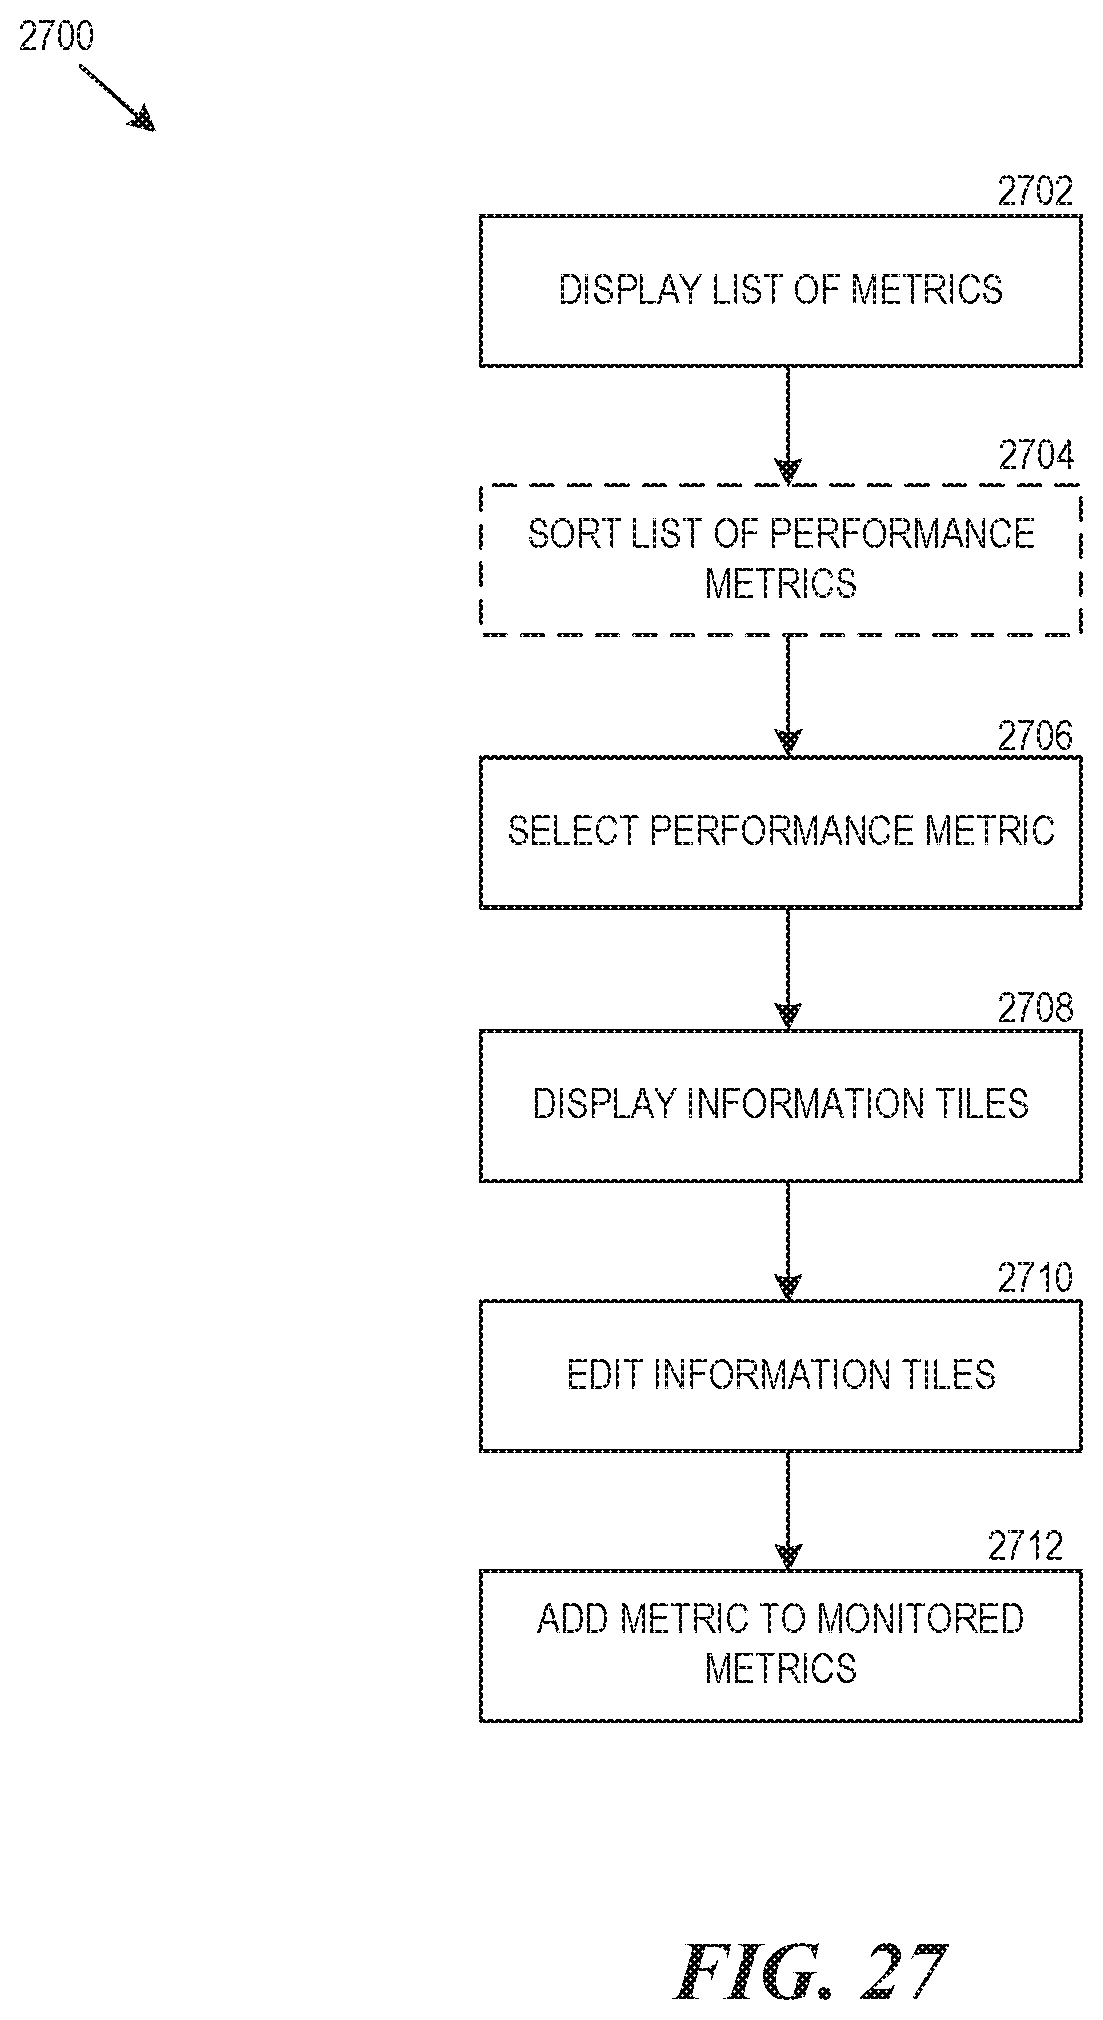 2700
2702
DISPLAY LIST OF METRICS
2704
SORT LIST OF PERFORMANCE
METRICS
2706
SELECT PERFORMANCE METRIC
2708
DISPLAY INFORMATION TILES
2710
EDIT INFORMATION TILES
2712
ADD METRIC TO MONITORED
METRICS
FIG. 27